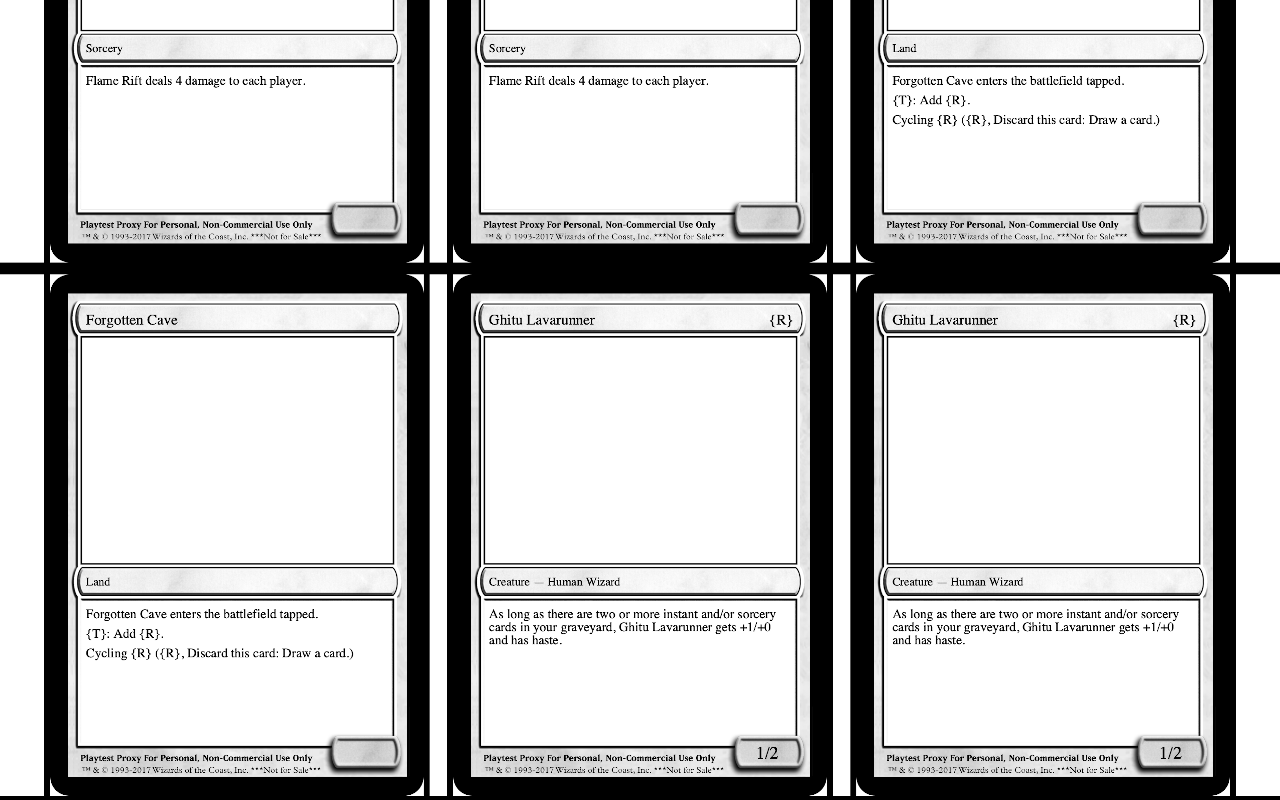 Sorcery
Flame Rift deals 4 damage to each player.
Playtest Proxy For Personal, Non-Commercial Use Only
™ & © 1993-2017 Wizards of the Coast, Inc. ***Not for Sale***
Sorcery
Flame Rift deals 4 damage to each player.
Playtest Proxy For Personal, Non-Commercial Use Only
™ & © 1993-2017 Wizards of the Coast, Inc. ***Not for Sale***
Land
Forgotten Cave enters the battlefield tapped.
{T}: Add {R}.
Cycling {R} ({R}, Discard this card: Draw a card.)
Playtest Proxy For Personal, Non-Commercial Use Only
™ & © 1993-2017 Wizards of the Coast, Inc. ***Not for Sale***
Forgotten Cave
Land
Forgotten Cave enters the battlefield tapped.
{T}: Add {R}.
Cycling {R} ({R}, Discard this card: Draw a card.)
Playtest Proxy For Personal, Non-Commercial Use Only
™ & © 1993-2017 Wizards of the Coast, Inc. ***Not for Sale***
Ghitu Lavarunner {R}
Creature — Human Wizard
As long as there are two or more instant and/or sorcery
cards in your graveyard, Ghitu Lavarunner gets +1/+0
and has haste.
1/2
Playtest Proxy For Personal, Non-Commercial Use Only
™ & © 1993-2017 Wizards of the Coast, Inc. ***Not for Sale***
Ghitu Lavarunner {R}
Creature — Human Wizard
As long as there are two or more instant and/or sorcery
cards in your graveyard, Ghitu Lavarunner gets +1/+0
and has haste.
1/2
Playtest Proxy For Personal, Non-Commercial Use Only
™ & © 1993-2017 Wizards of the Coast, Inc. ***Not for Sale***